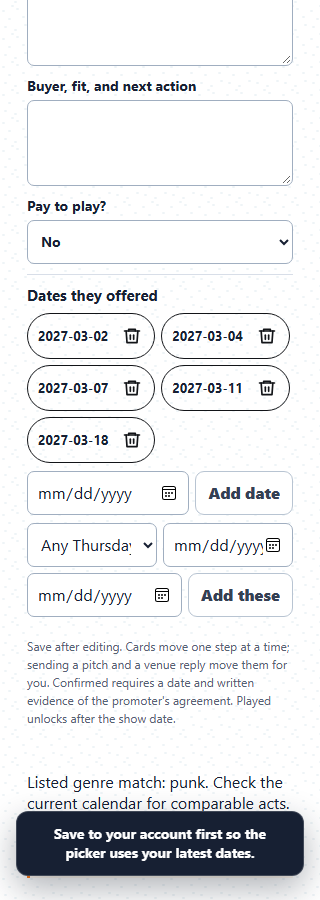 Buyer, fit, and next action
Pay to play?
No
Dates they offered
2027-03-02 2027-03-04
2027-03-07 2027-03-11
2027-03-18
mm/dd/yyyy Add date
Any Thursday mm/dd/yyyy
mm/dd/yyyy Add these
Save after editing. Cards move one step at a time;
sending a pitch and a venue reply move them for
you. Confirmed requires a date and written
evidence of the promoter's agreement. Played
unlocks after the show date.
Listed genre match: punk. Check the
current calendar for comparable acts.
Save to your account first so the
picker uses your latest dates.